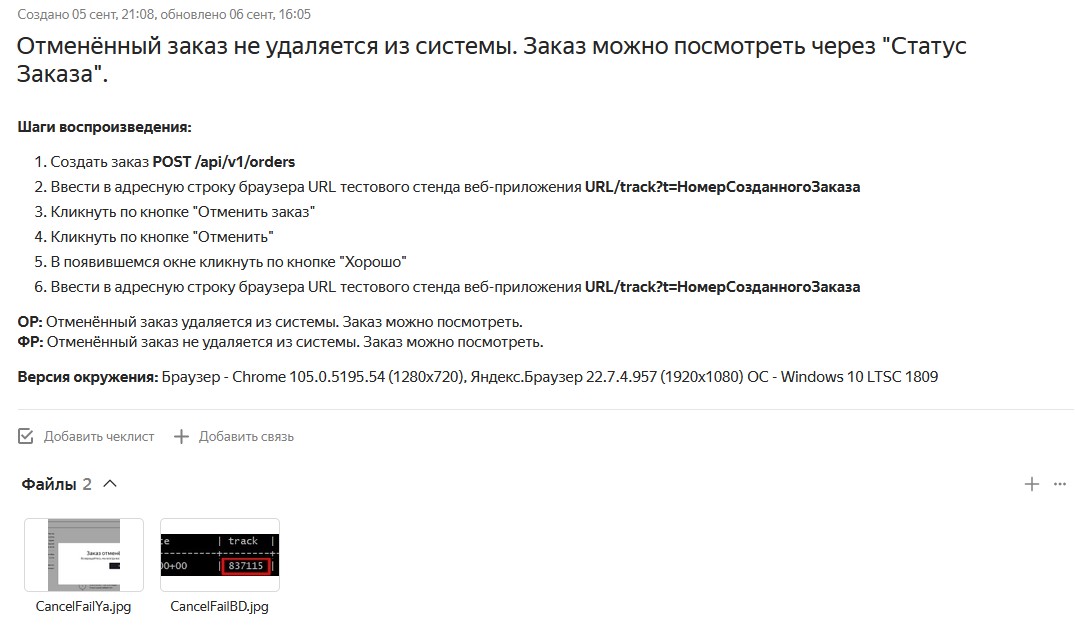 Создано 05 сент, 21:08, обновлено 06 сент, 16:05
Отменённый заказ не удаляется из системы. Заказ можно посмотреть через "Статус
Заказа".
Шаги воспроизведения:
1. Создать заказ POST /api/v1/orders
2. Ввести в адресную строку браузера URL тестового стенда веб-приложения URL/track?t=НомерСозданногоЗаказа
3. Кликнуть по кнопке "Отменить заказ"
4. Кликнуть по кнопке "Отменить"
5. В появившемся окне кликнуть по кнопке "Хорошо"
6. Ввести в адресную строку браузера URL тестового стенда веб-приложения URL/track?t=НомерСозданногоЗаказа
ОР: Отменённый заказ удаляется из системы. Заказ можно посмотреть.
ФР: Отменённый заказ не удаляется из системы. Заказ можно посмотреть.
Версия окружения: Браузер - Chrome 105.0.5195.54 (1280x720), Яндекс.Браузер 22.7.4.957 (1920x1080) ОС - Windows 10 LTSC 1809
Добавить чеклист Добавить связь
Файлы 2
Заказ отменё
te | track |
00+00 | 837115 |
CancelFailYa.jpg CancelFailBD.jpg